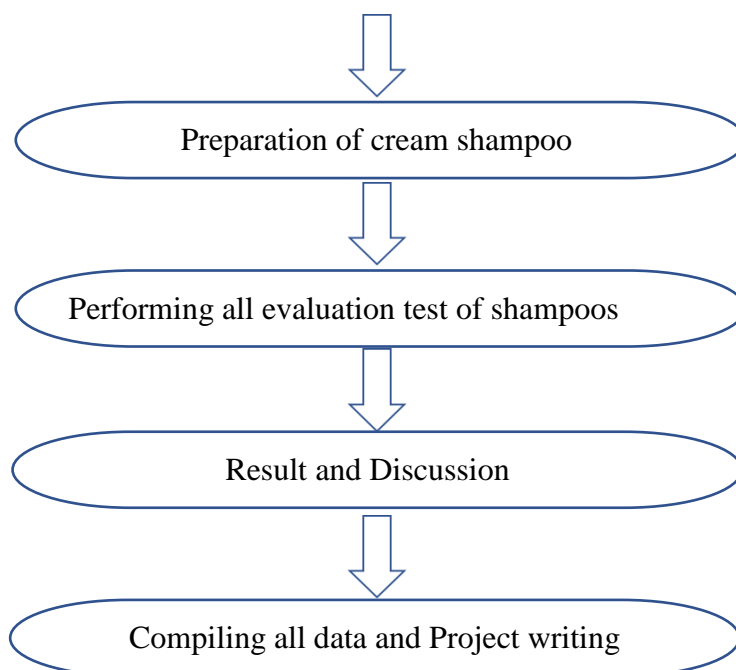 Preparation of cream shampoo
Performing all evaluation test of shampoos
Result and Discussion
Compiling all data and Project writing